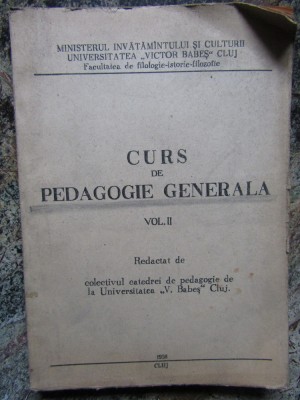 MINISTERUL INVĂTĂMÎNTULUI ŞI CULTURII
UNIVERSITATEA „VICTOR BABEŞ“ CLUJ
Facultatea de filologie-istorie-filozofie
CURS
DE
PEDAGOGIE GENERALA
VOL. II
Redactat de
colectivul catedrei de pedagogie de
la Universitatea „V. Babeş“ Cluj.
CLUJ